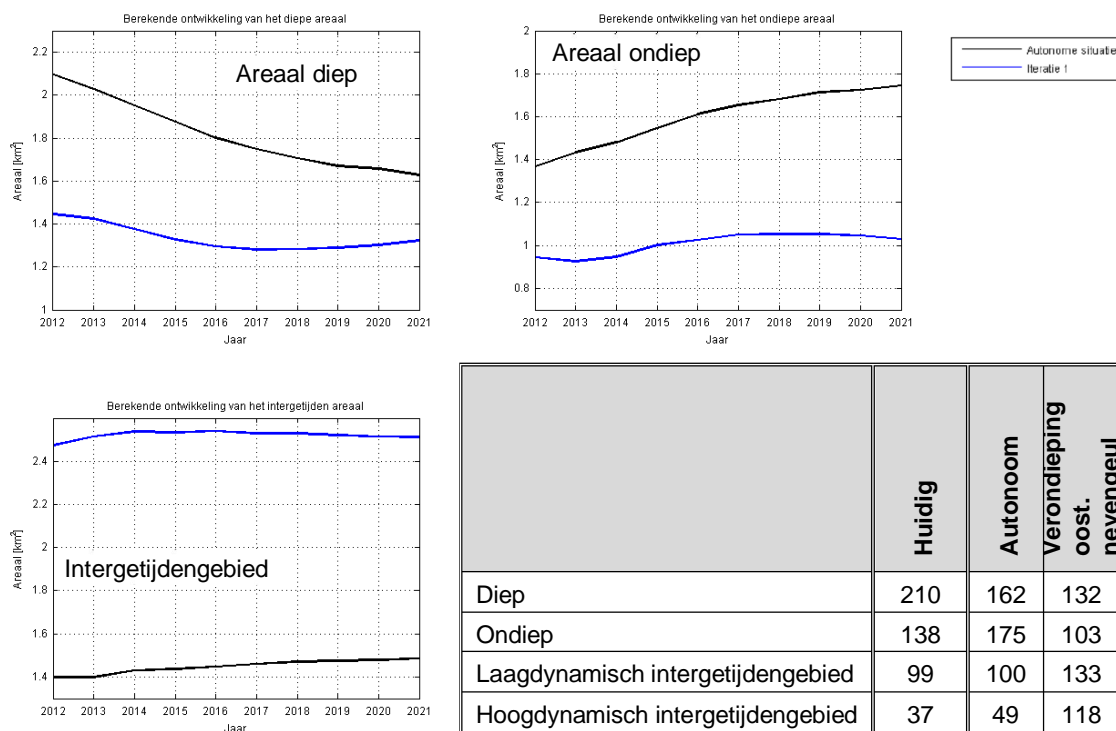 Berekende ontwikkeling van het diepe areaal
Areaal diep
2.2
2
1.8
1.6
1.4
1.2
1
Areaal [km²]
2012 2013 2014 2015 2016 2017 2018 2019 2020 2021
Jaar
Berekende ontwikkeling van het ondiepe areaal
Areaal ondiep
2
1.8
1.6
1.4
1.2
1
0.8
Areaal [km²]
2012 2013 2014 2015 2016 2017 2018 2019 2020 2021
Jaar
Autonome situatie
Iteratie 1
Berekende ontwikkeling van het intergetijden areaal
2.4
2.2
2
1.8
1.6
1.4
Areaal [km²]
Intergetijdengebied
2012 2013 2014 2015 2016 2017 2018 2019 2020 2021
Jaar
Huidig
Autonoom
Verondieping
oost.
nevengeul
Diep 210 162 132
Ondiep 138 175 103
Laagdynamisch intergetijdengebied 99 100 133
Hoogdynamisch intergetijdengebied 37 49 118